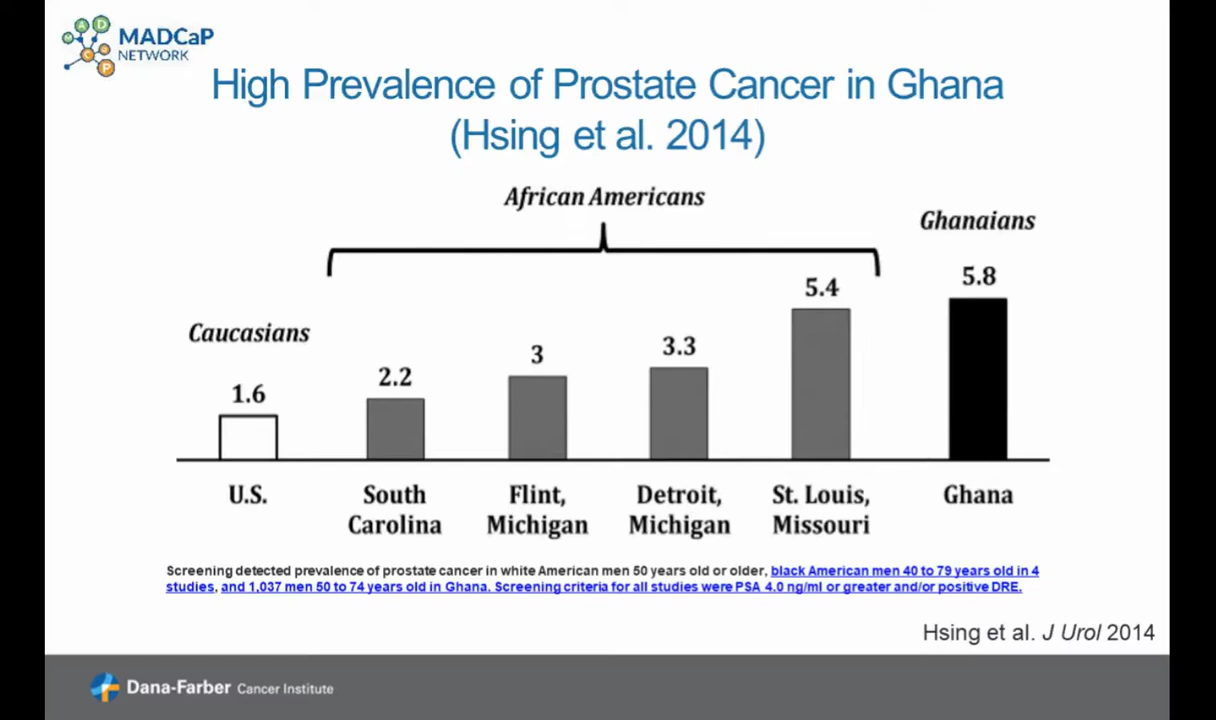 MADCaP
NETWORK
High Prevalence of Prostate Cancer in Ghana
(Hsing et al. 2014)
African Americans
Ghanaians
5.8
5.4
Caucasians
3.3
3
2.2
1.6
U.S.
South
Carolina
Flint,
Michigan
Detroit,
Michigan
St. Louis,
Missouri
Ghana
Screening detected prevalence of prostate cancer in white American men 50 years old or older, black American men 40 to 79 years old in 4
studies, and 1,037 men 50 to 74 years old in Ghana. Screening criteria for all studies were PSA 4.0 ng/ml or greater and/or positive DRE.
Hsing et al. J Urol 2014
Dana-Farber Cancer Institute